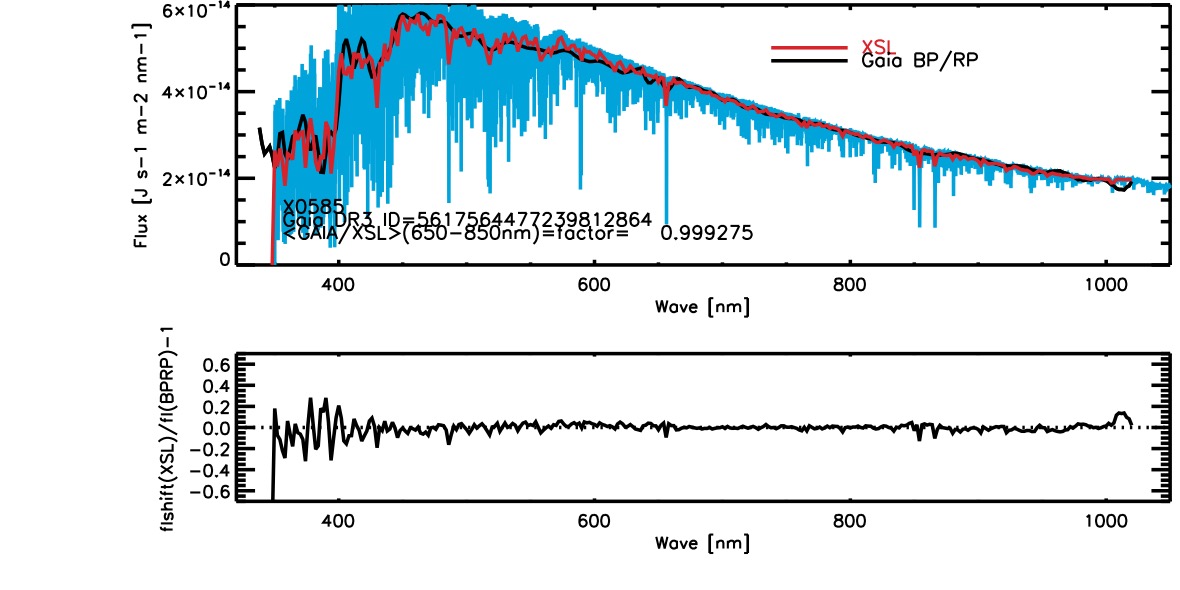 6×10−14
4×10−14
2×10−14
0
Flux [J s−1 m−2 nm−1]
XSL
Gaia BP/RP
X0585
Gaia DR3 ID=5617564477239812864
<GAIA/XSL>(650−850nm)=factor= 0.999275
400 600 800 1000
Wave [nm]
flshift(XSL)/fl(BPRP)−1
0.6
0.4
0.2
0.0
−0.2
−0.4
−0.6
400 600 800 1000
Wave [nm]